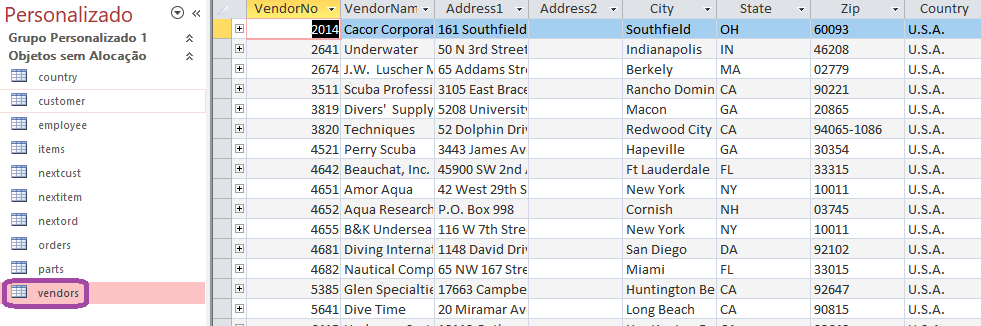 Personalizado
Grupo Personalizado 1
Objetos sem Alocação
country
customer
employee
items
nextcust
nextitem
nextord
orders
parts
vendors
VendorNo VendorNam Address1 Address2 City State Zip Country
2014 Cacor Corporat 161 Southfield Southfield OH 60093 U.S.A.
2641 Underwater 50 N 3rd Street Indianapolis IN 46208 U.S.A.
2674 J.W. Luscher M 65 Addams Stre Berkely MA 02779 U.S.A.
3511 Scuba Professi 3105 East Brace Rancho Domin CA 90221 U.S.A.
3819 Divers' Supply 5208 University Macon GA 20865 U.S.A.
3820 Techniques 52 Dolphin Driv Redwood City CA 94065-1086 U.S.A.
4521 Perry Scuba 3443 James Av Hapeville GA 30354 U.S.A.
4642 Beauchat, Inc. 45900 SW 2nd A Ft Lauderdale FL 33315 U.S.A.
4651 Amor Aqua 42 West 29th S New York NY 10011 U.S.A.
4652 Aqua Research P.O. Box 998 Cornish NH 03745 U.S.A.
4655 B&K Undersea 116 W 7th Stre New York NY 10011 U.S.A.
4681 Diving Internat 1148 David Driv San Diego DA 92102 U.S.A.
4682 Nautical Comp 65 NW 167 Stre Miami FL 33015 U.S.A.
5385 Glen Specialtie 17663 Campbe Huntington Be CA 92647 U.S.A.
5641 Dive Time 20 Miramar Av Long Beach CA 90815 U.S.A.